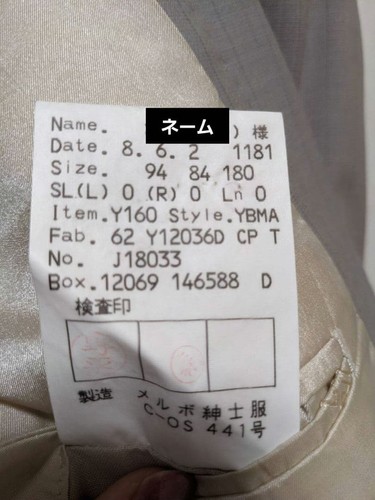 Name. ネーム ) 様
Date. 8. 6. 2 1181
Size. 94 84 180
SL(L) 0 (R) 0 Ln 0
Item.Y160 Style.YBMA
Fab. 62 Y12036D CP T
No. J18033
Box.12069 146588 D
検査印
製造 メルボ紳士服
C-OS 441号